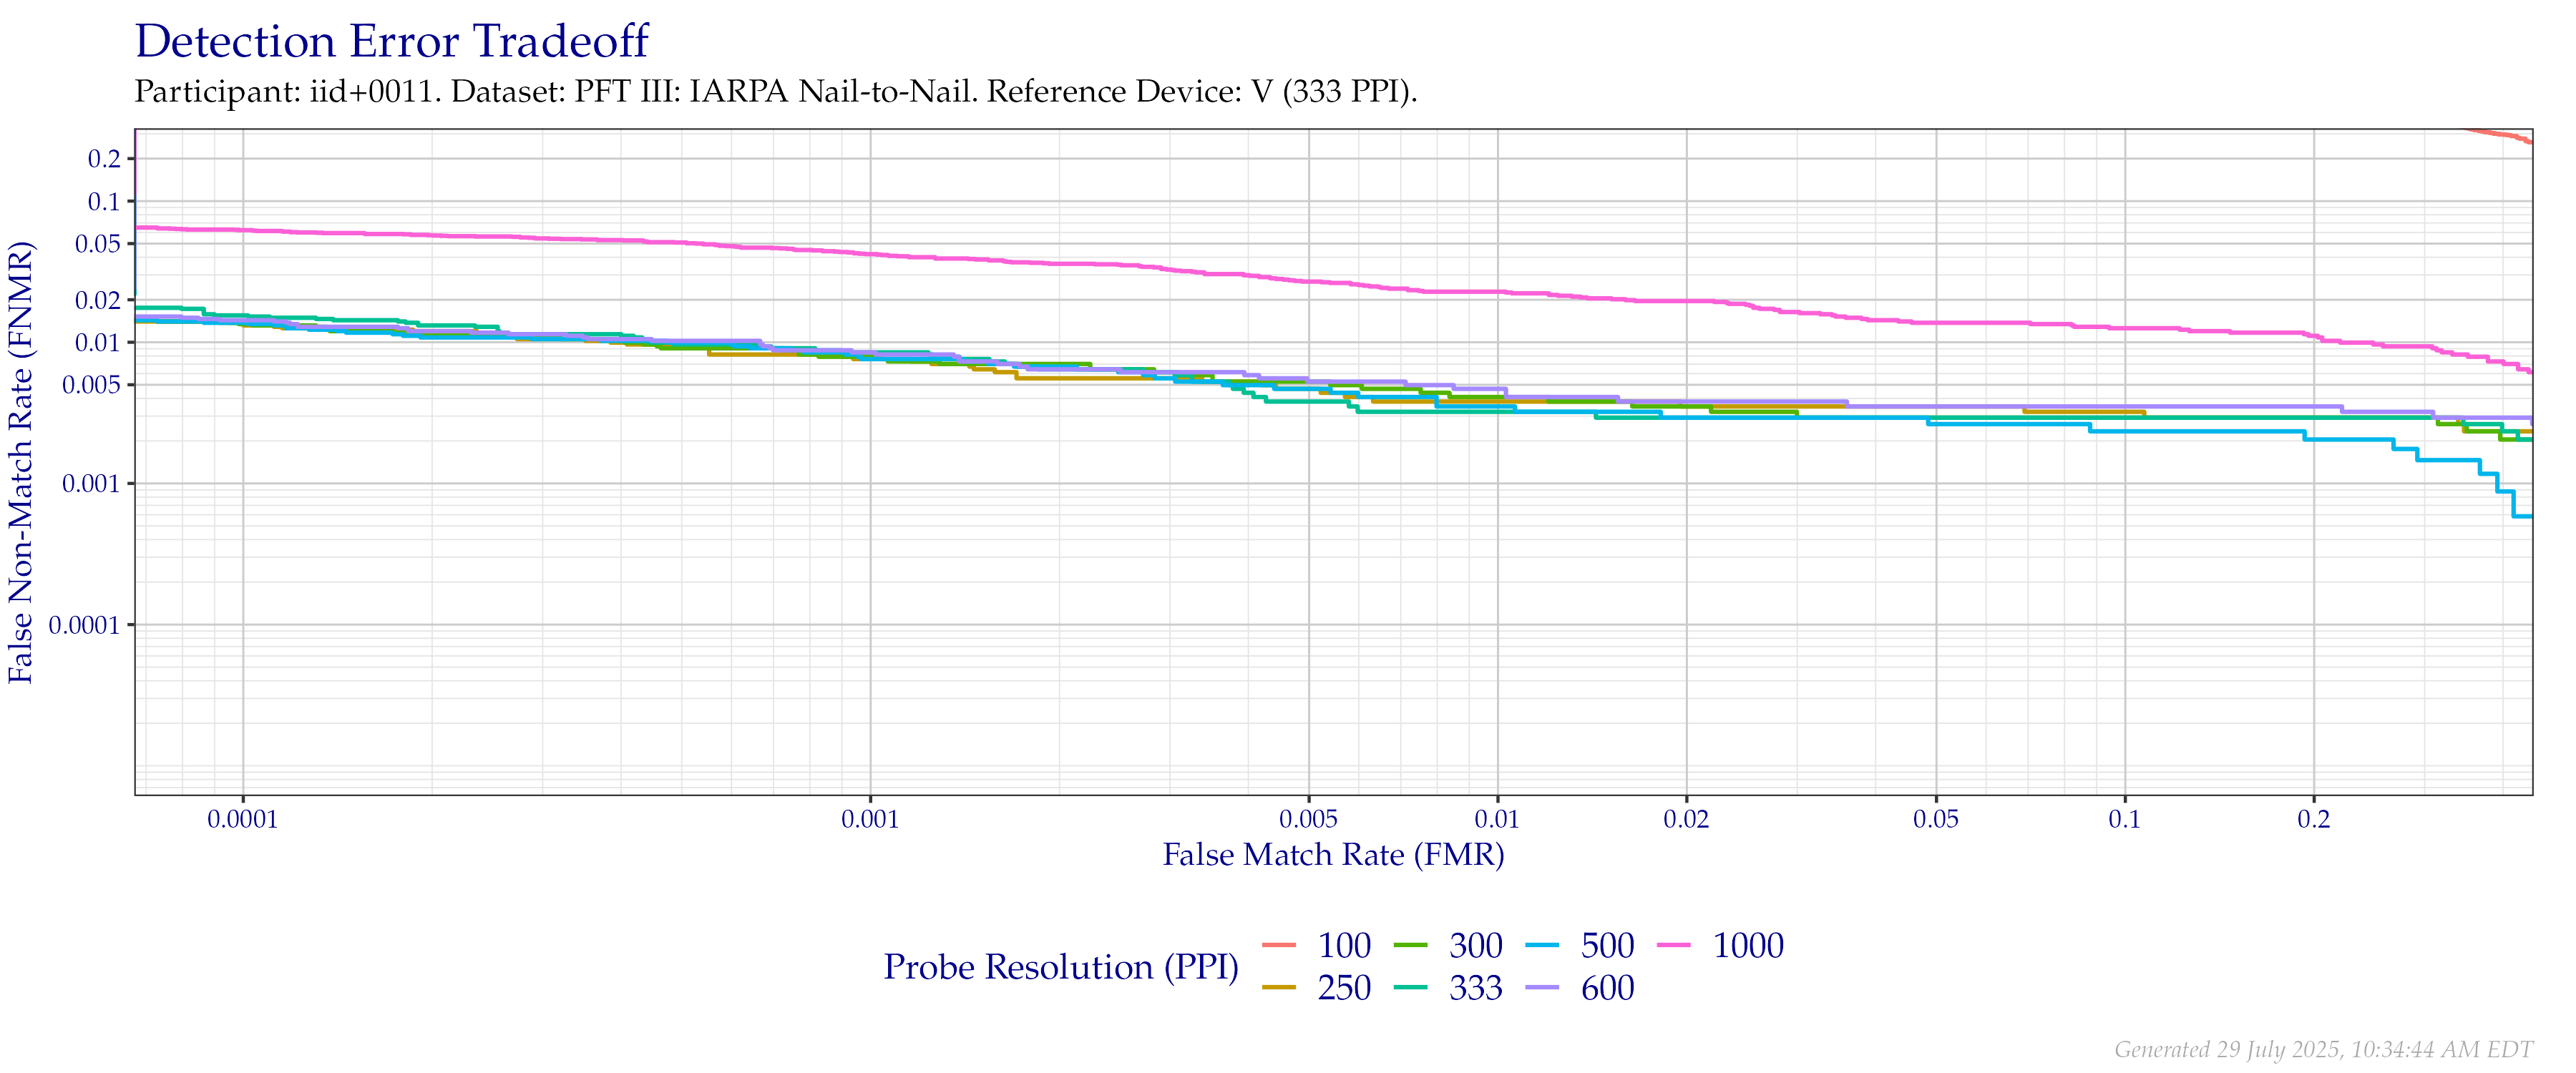 Detection Error Tradeoff
Participant: iid+0011. Dataset: PFT III: IARPA Nail-to-Nail. Reference Device: V (333 PPI).
False Non-Match Rate (FNMR)
0.2
0.1
0.05
0.02
0.01
0.005
0.001
0.0001
0.0001 0.001 0.005 0.01 0.02 0.05 0.1 0.2
False Match Rate (FMR)
Probe Resolution (PPI)
100 300 500 1000
250 333 600
Generated 29 July 2025, 10:34:44 AM EDT